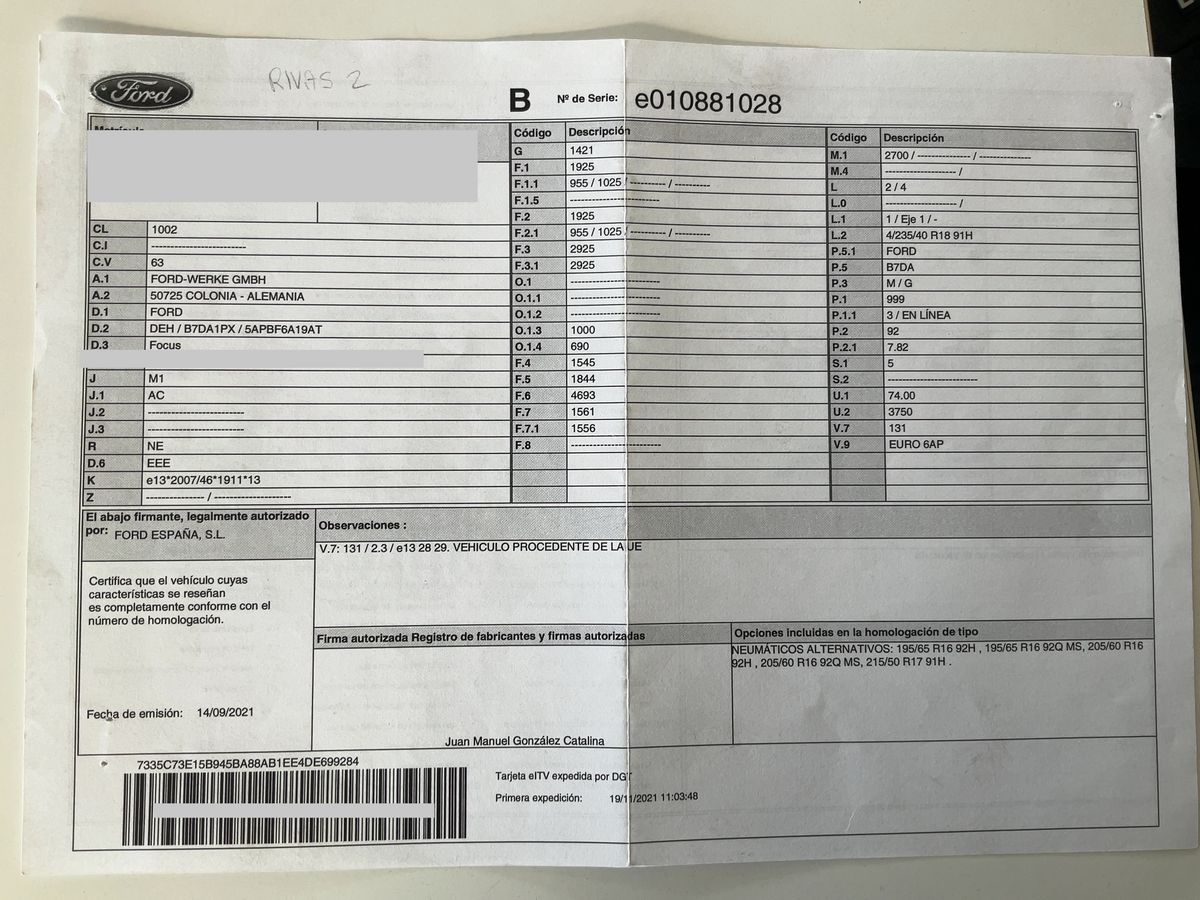 Ford
RIVAS 2
B Nº de Serie: e010881028
Matrícula
CL 1002
C.I ------------------------
C.V 63
A.1 FORD-WERKE GMBH
A.2 50725 COLONIA - ALEMANIA
D.1 FORD
D.2 DEH / B7DA1PX / 5APBF6A19AT
D.3 Focus
J M1
J.1 AC
J.2 ------------------------
J.3 ------------------------
R NE
D.6 EEE
K e13*2007/46*1911*13
Z --------------- / --------------------
Código Descripción
G 1421
F.1 1925
F.1.1 955 / 1025 / ---------- / ----------
F.1.5 -----------------------
F.2 1925
F.2.1 955 / 1025 / ---------- / ----------
F.3 2925
F.3.1 2925
O.1 -----------------------
O.1.1 -----------------------
O.1.2 -----------------------
O.1.3 1000
O.1.4 690
F.4 1545
F.5 1844
F.6 4693
F.7 1561
F.7.1 1556
F.8 -----------------------
Código Descripción
M.1 2700 / --------------- / ---------------
M.4 -------------------- /
L 2 / 4
L.0 -------------------- /
L.1 1 / Eje 1 / -
L.2 4/235/40 R18 91H
P.5.1 FORD
P.5 B7DA
P.3 M / G
P.1 999
P.1.1 3 / EN LÍNEA
P.2 92
P.2.1 7.82
S.1 5
S.2 -----------------------
U.1 74.00
U.2 3750
V.7 131
V.9 EURO 6AP
El abajo firmante, legalmente autorizado
por: FORD ESPAÑA, S.L.
Certifica que el vehículo cuyas
características se reseñan
es completamente conforme con el
número de homologación.
Fecha de emisión: 14/09/2021
Observaciones :
V.7: 131 / 2.3 / e13 28 29. VEHICULO PROCEDENTE DE LA UE
Firma autorizada Registro de fabricantes y firmas autorizadas
Juan Manuel González Catalina
Opciones incluidas en la homologación de tipo
NEUMÁTICOS ALTERNATIVOS: 195/65 R16 92H , 195/65 R16 92Q MS, 205/60 R16
92H , 205/60 R16 92Q MS, 215/50 R17 91H .
7335C73E15B945BA88AB1EE4DE699284
Tarjeta eITV expedida por DGT
Primera expedición: 19/11/2021 11:03:48